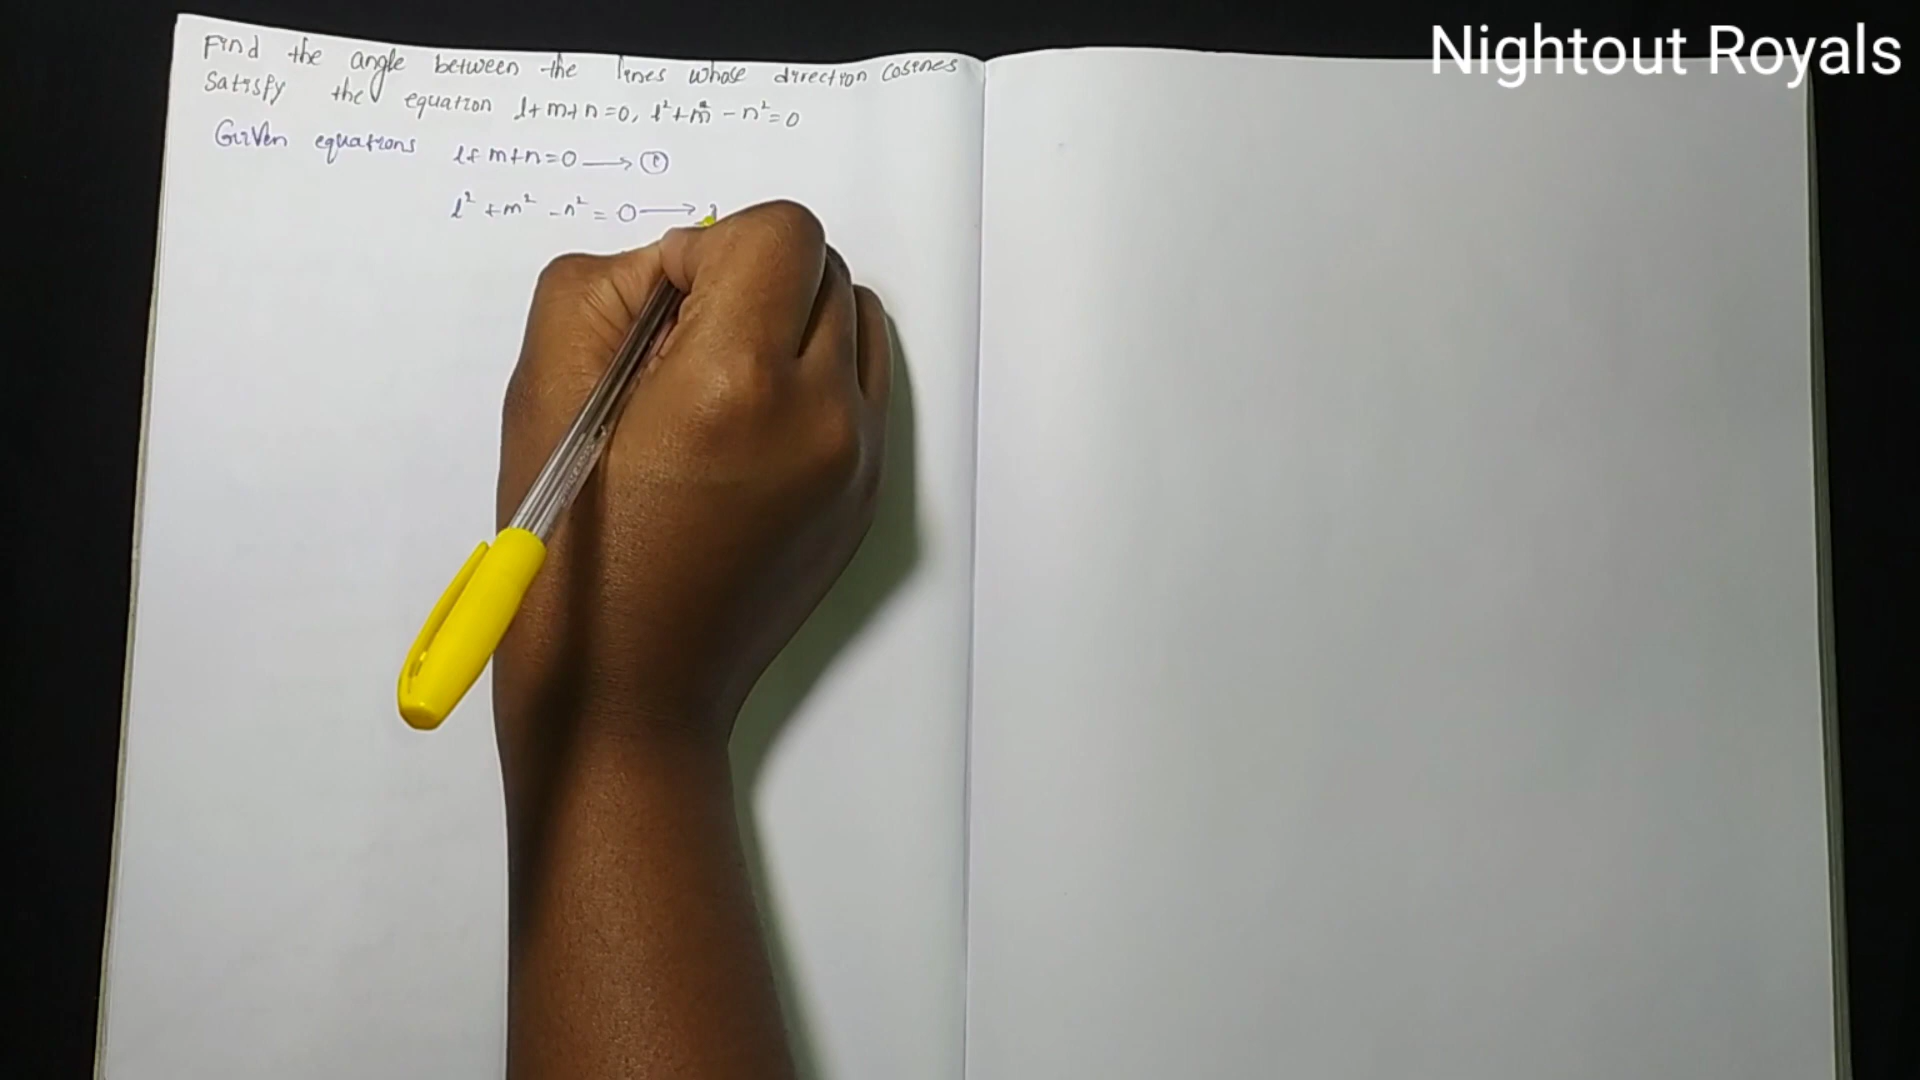 Nightout Royals
Find the angle between the lines whose direction cosines
Satisfy the equation l+m+n=0, l²+m²-n²=0
Given equations l+m+n=0 → ①
l²+m²-n²=0 → 2